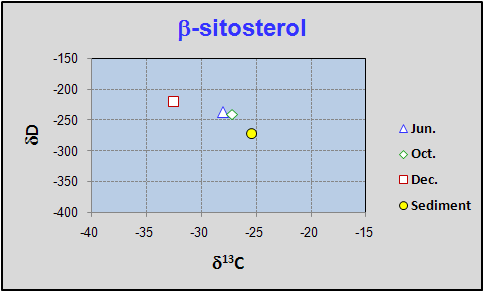 β-sitosterol
-150
-200
-250
-300
-350
-400
δD
-40 -35 -30 -25 -20 -15
δ¹³C
Jun.
Oct.
Dec.
Sediment